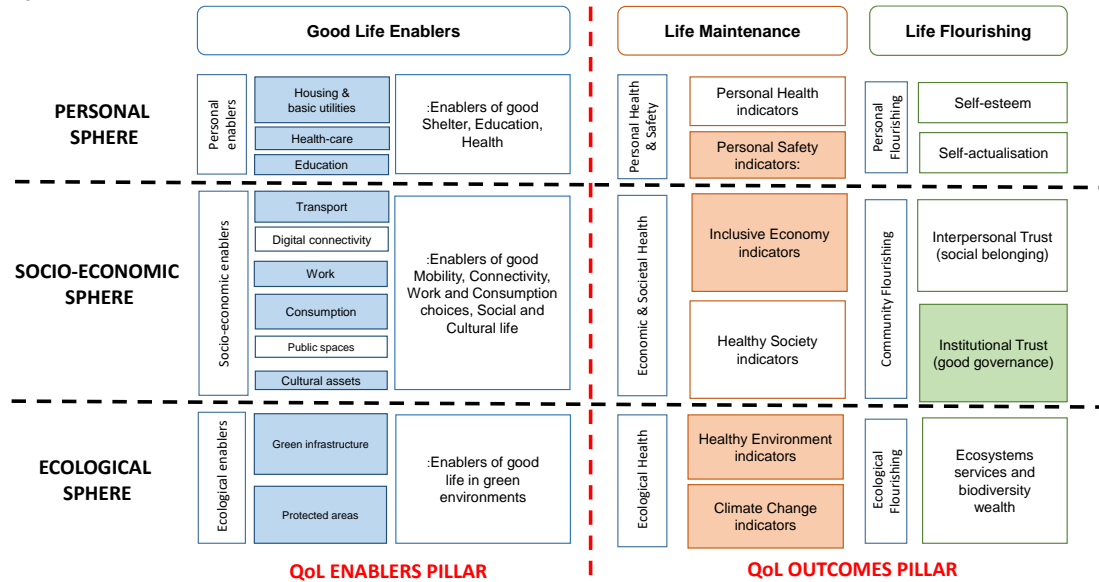 Good Life Enablers
Life Maintenance
Life Flourishing
PERSONAL
SPHERE
Personal
enablers
Housing &
basic utilities
Health-care
Education
:Enablers of good
Shelter, Education,
Health
Personal Health
& Safety
Personal Health
indicators
Personal Safety
indicators:
Personal
Flourishing
Self-esteem
Self-actualisation
SOCIO-ECONOMIC
SPHERE
Socio-economic enablers
Transport
Digital connectivity
Work
Consumption
Public spaces
Cultural assets
:Enablers of good
Mobility, Connectivity,
Work and Consumption
choices, Social and
Cultural life
Economic & Societal Health
Inclusive Economy
indicators
Healthy Society
indicators
Community Flourishing
Interpersonal Trust
(social belonging)
Institutional Trust
(good governance)
ECOLOGICAL
SPHERE
Ecological enablers
Green infrastructure
Protected areas
:Enablers of good
life in green
environments
Ecological Health
Healthy Environment
indicators
Climate Change
indicators
Ecological
Flourishing
Ecosystems
services and
biodiversity
wealth
QoL ENABLERS PILLAR
QoL OUTCOMES PILLAR